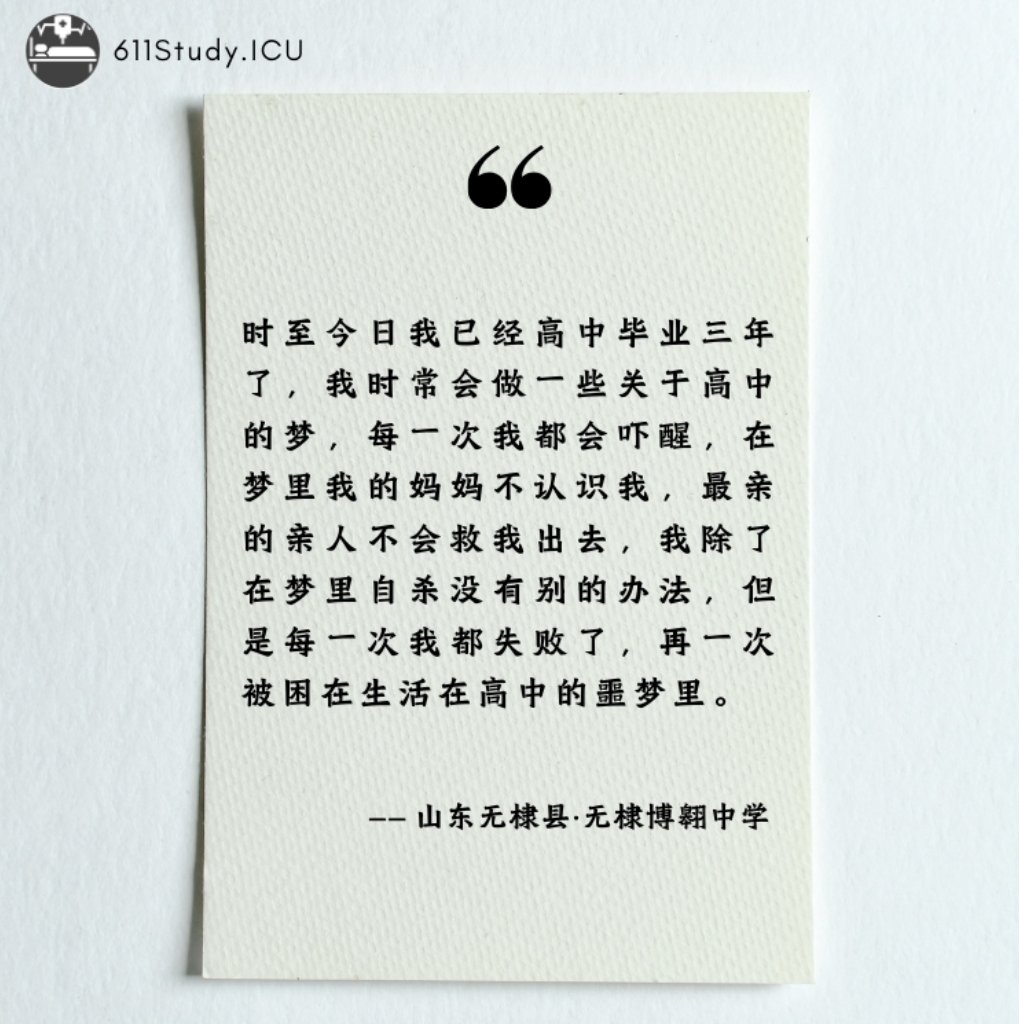 611Study.ICU
“
时至今日我已经高中毕业三年
了，我时常会做一些关于高中
的梦，每一次我都会吓醒，在
梦里我的妈妈不认识我，最亲
的亲人不会救我出去，我除了
在梦里自杀没有别的办法，但
是每一次我都失败了，再一次
被困在生活在高中的噩梦里。
—— 山东无棣县·无棣博翱中学